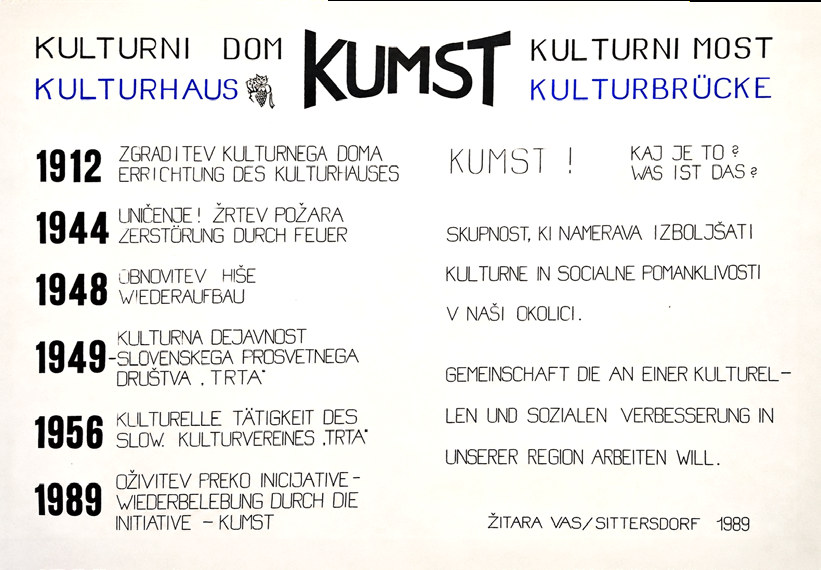 KULTURNI DOM
KULTURHAUS
KUMST
KULTURNI MOST
KULTURBRÜCKE
1912 ZGRADITEV KULTURNEGA DOMA
ERRICHTUNG DES KULTURHAUSES
1944 UNIČENJE! ŽRTEV POŽARA
ZERSTÖRUNG DURCH FEUER
1948 OBNOVITEV HIŠE
WIEDERAUFBAU
KULTURNA DEJAVNOST
1949-SLOVENSKEGA PROSVETNEGA
DRUŠTVA „TRTA“
1956 KULTURELLE TÄTIGKEIT DES
SLOW. KULTURVEREINES „TRTA“
OŽIVITEV PREKO INICIJATIVE-
1989 WIEDERBELEBUNG DURCH DIE
INITIATIVE - KUMST
KUMST ! KAJ JE TO?
WAS IST DAS?
SKUPNOST, KI NAMERAVA IZBOLJŠATI
KULTURNE IN SOCIALNE POMANKLIVOSTI
V NAŠI OKOLICI.
GEMEINSCHAFT DIE AN EINER KULTUREL-
LEN UND SOZIALEN VERBESSERUNG IN
UNSERER REGION ARBEITEN WILL.
ŽITARA VAS/SITTERSDORF 1989